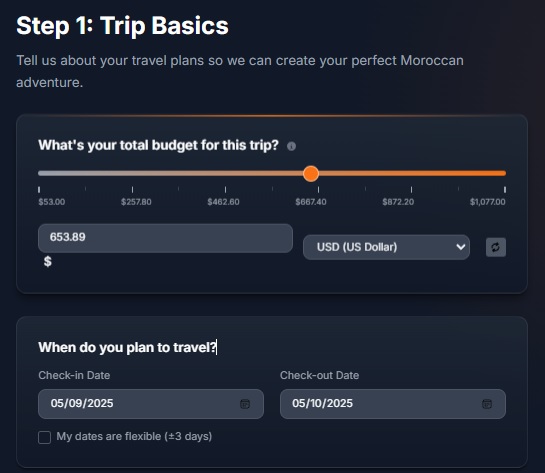 Step 1: Trip Basics
Tell us about your travel plans so we can create your perfect Moroccan
adventure.
What's your total budget for this trip?
$53.00 $257.80 $462.60 $667.40 $872.20 $1,077.00
653.89
USD (US Dollar)
$
When do you plan to travel?
Check-in Date Check-out Date
05/09/2025 05/10/2025
My dates are flexible (±3 days)